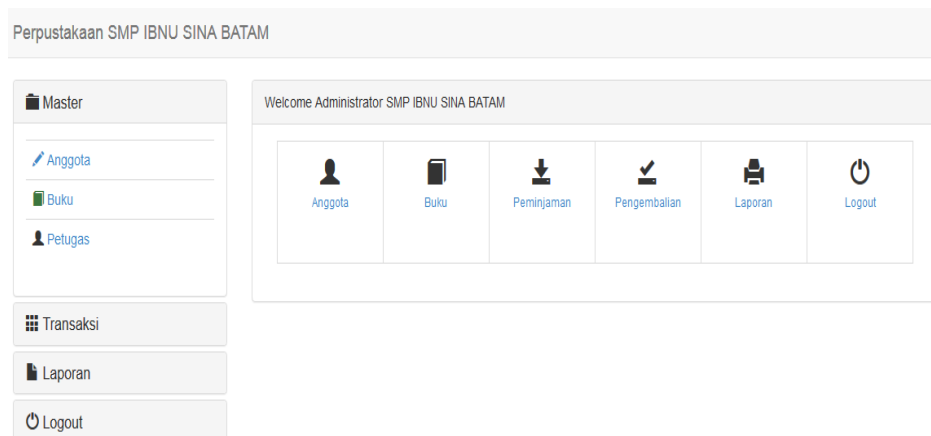 Perpustakaan SMP IBNU SINA BATAM
Master
Anggota
Buku
Petugas
Transaksi
Laporan
Logout
Welcome Administrator SMP IBNU SINA BATAM
Anggota
Buku
Peminjaman
Pengembalian
Laporan
Logout